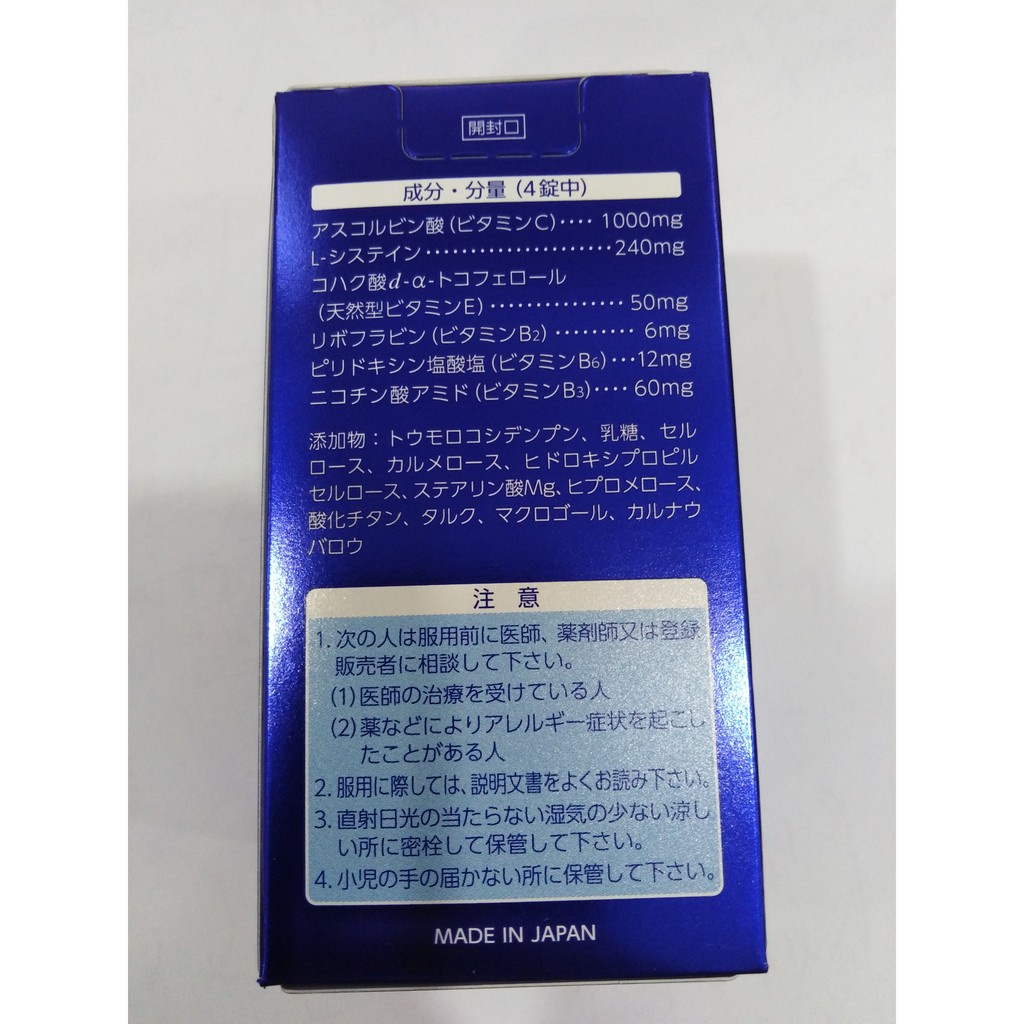 開封口
成分・分量（4錠中）
アスコルビン酸（ビタミンC）‥‥ 1000mg
L-システイン‥‥‥‥‥‥‥‥‥‥‥240mg
コハク酸d-α-トコフェロール
（天然型ビタミンE）‥‥‥‥‥‥‥ 50mg
リボフラビン（ビタミンB2）‥‥‥‥ 6mg
ピリドキシン塩酸塩（ビタミンB6）…12mg
ニコチン酸アミド（ビタミンB3）‥‥ 60mg
添加物：トウモロコシデンプン、乳糖、セル
ロース、カルメロース、ヒドロキシプロピル
セルロース、ステアリン酸Mg、ヒプロメロース、
酸化チタン、タルク、マクロゴール、カルナウ
バロウ
注意
1. 次の人は服用前に医師、薬剤師又は登録
販売者に相談して下さい。
(1) 医師の治療を受けている人
(2) 薬などによりアレルギー症状を起こし
たことがある人
2. 服用に際しては、説明文書をよくお読み下さい。
3. 直射日光の当たらない湿気の少ない涼し
い所に密栓して保管して下さい。
4. 小児の手の届かない所に保管して下さい。
MADE IN JAPAN